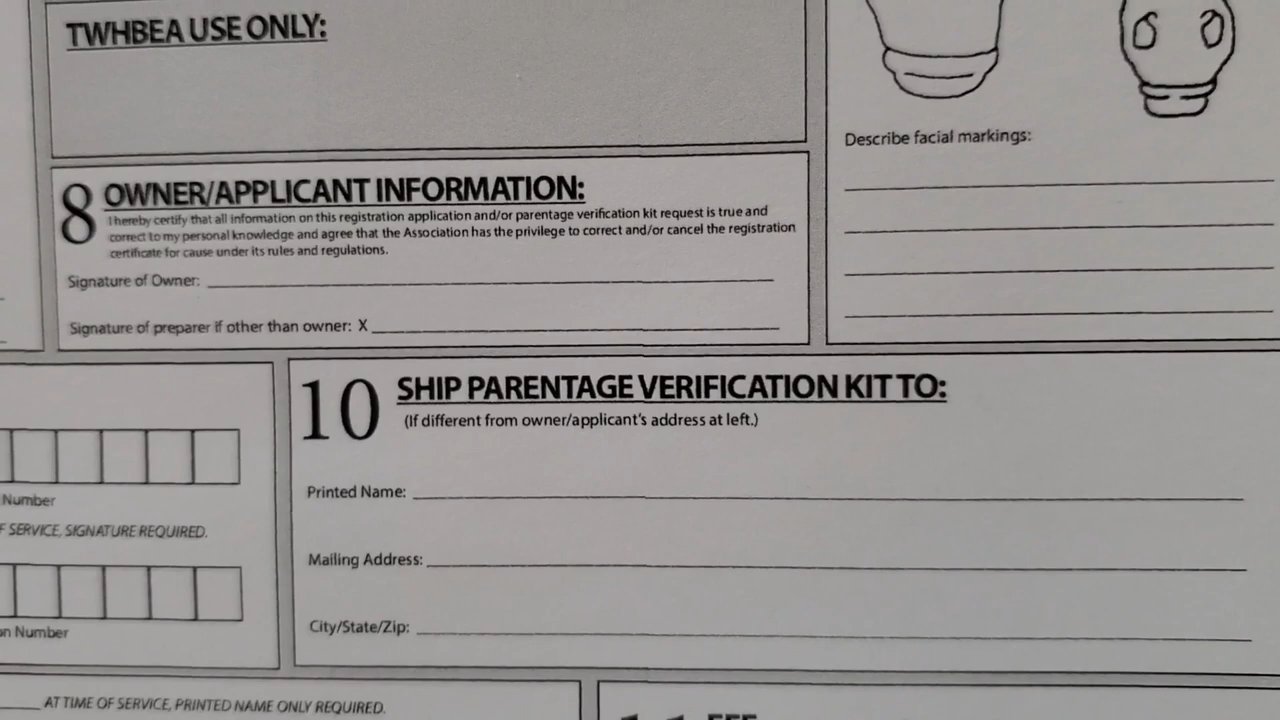 TWHBEA USE ONLY:
Describe facial markings:
8 OWNER/APPLICANT INFORMATION:
I hereby certify that all information on this registration application and/or parentage verification kit request is true and
correct to my personal knowledge and agree that the Association has the privilege to correct and/or cancel the registration
certificate for cause under its rules and regulations.
Signature of Owner:
Signature of preparer if other than owner: X
10 SHIP PARENTAGE VERIFICATION KIT TO:
(If different from owner/applicant's address at left.)
Number
SERVICE, SIGNATURE REQUIRED.
Number
Printed Name:
Mailing Address:
City/State/Zip:
AT TIME OF SERVICE, PRINTED NAME ONLY REQUIRED.